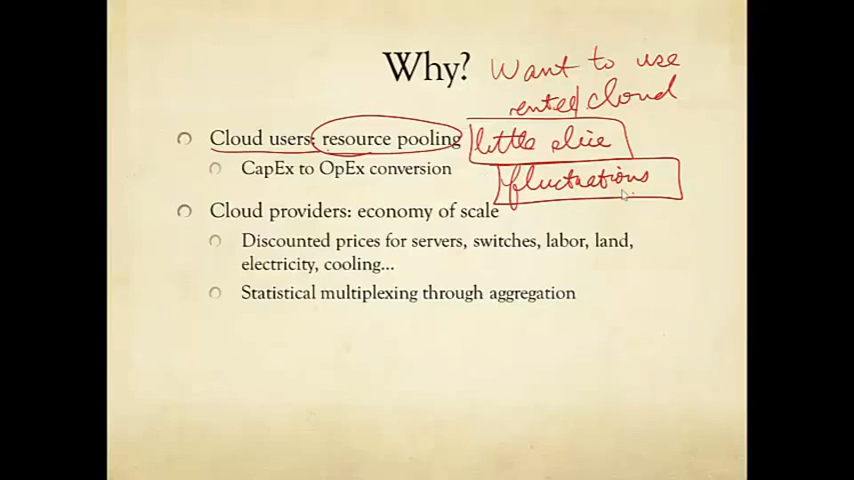 Why? Want to use
rented cloud
Cloud users: resource pooling little slice
CapEx to OpEx conversion fluctuations
Cloud providers: economy of scale
Discounted prices for servers, switches, labor, land,
electricity, cooling...
Statistical multiplexing through aggregation